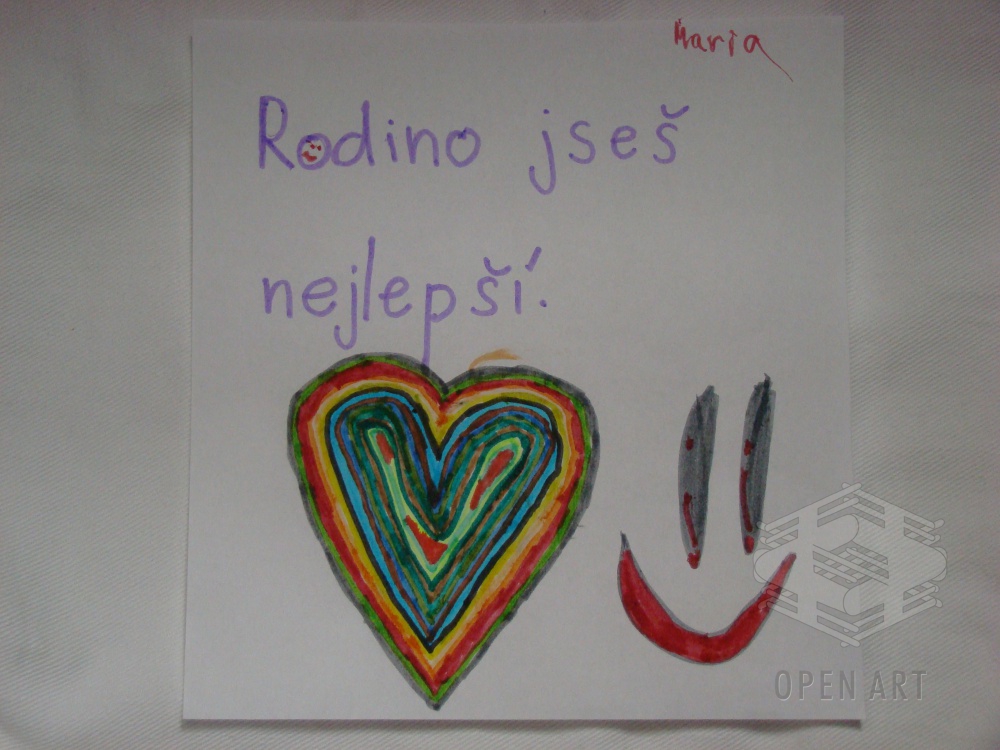 Maria
Rodino jseš
nejlepší.
OPEN ART